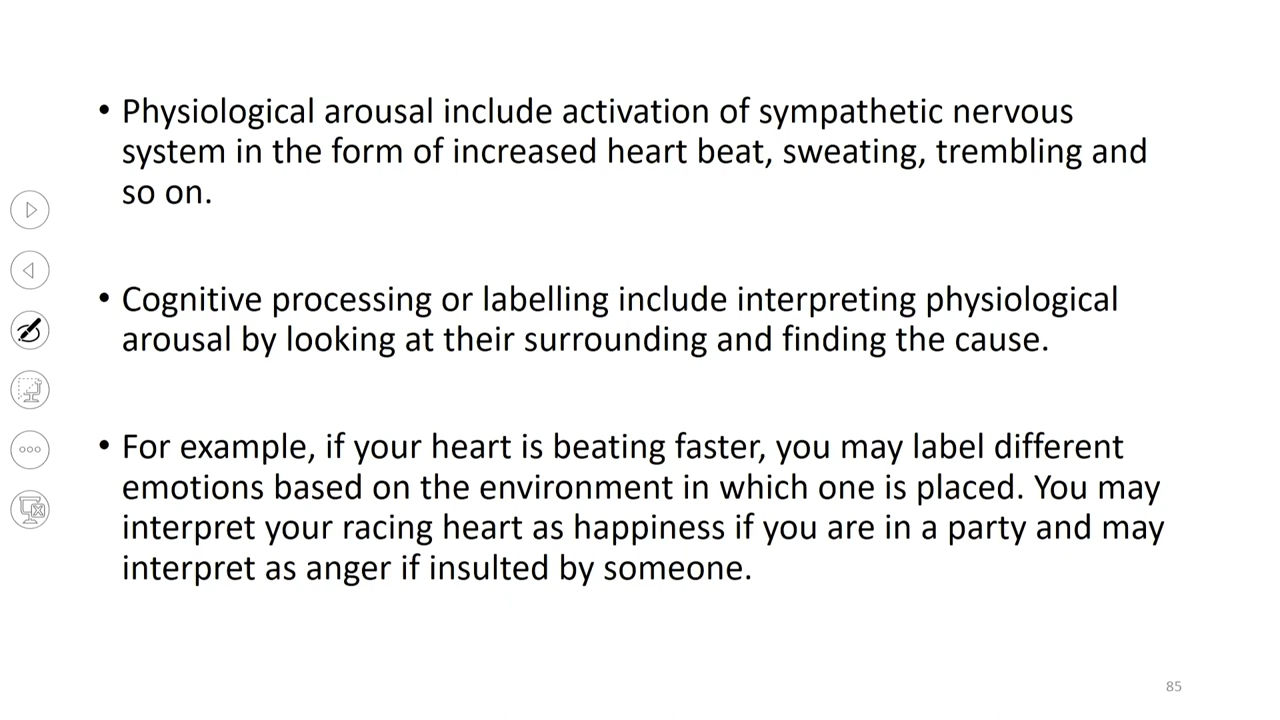 • Physiological arousal include activation of sympathetic nervous
system in the form of increased heart beat, sweating, trembling and
so on.
• Cognitive processing or labelling include interpreting physiological
arousal by looking at their surrounding and finding the cause.
• For example, if your heart is beating faster, you may label different
emotions based on the environment in which one is placed. You may
interpret your racing heart as happiness if you are in a party and may
interpret as anger if insulted by someone.
85